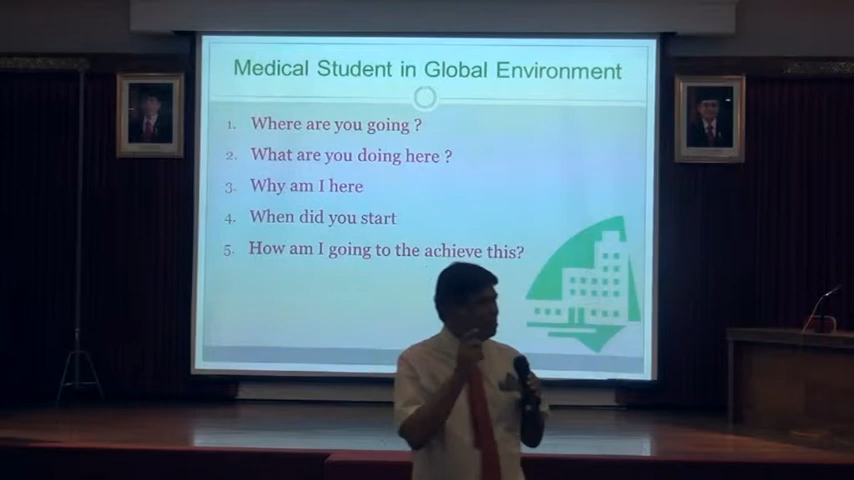 Medical Student in Global Environment
1. Where are you going ?
2. What are you doing here ?
3. Why am I here
4. When did you start
5. How am I going to the achieve this?